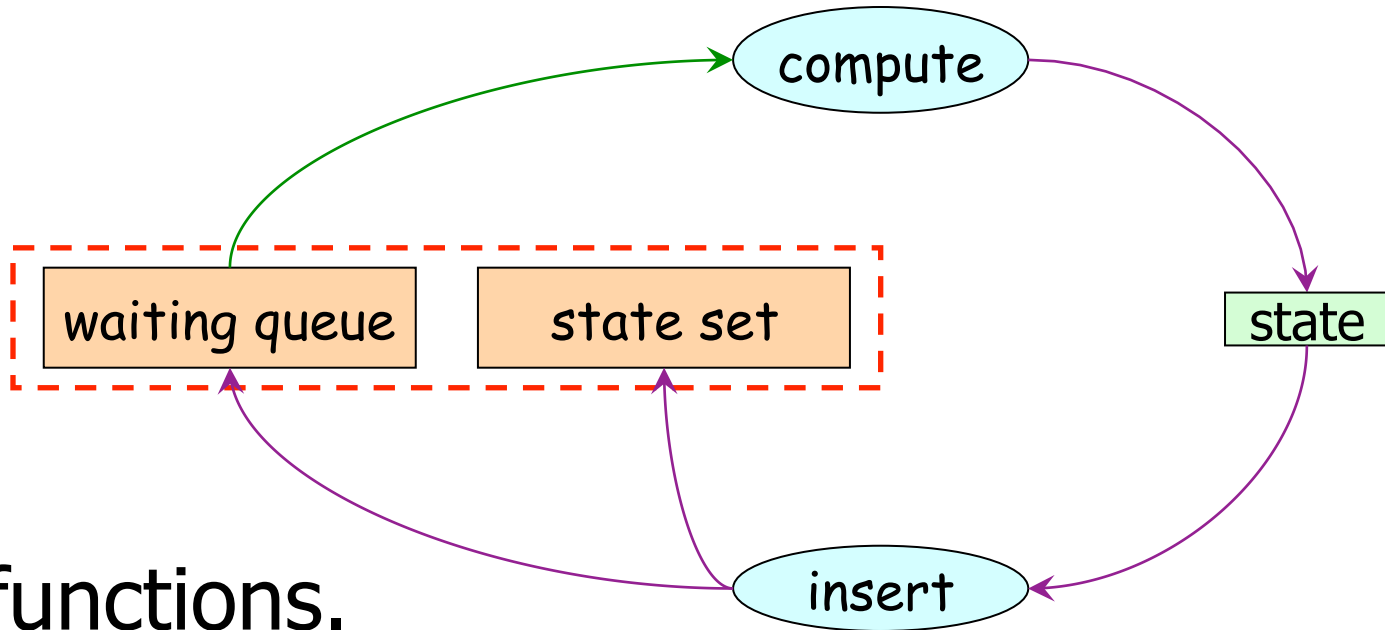 compute
waiting queue
state set
state
insert
functions.